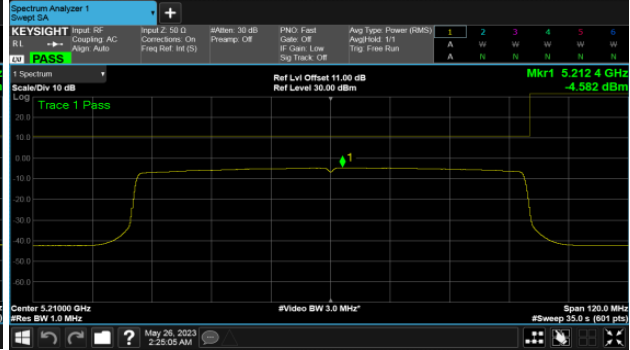 Spectrum Analyzer 1
Swept SA
+
KEYSIGHT Input: RF Input Z: 50 Ω #Atten: 30 dB PNO: Fast Avg Type: Power (RMS) 1 2 3 4 5 6
RL Coupling: AC Corrections: On Preamp: Off Gate: Off Avg|Hold: 1/1 A W W W W W
Align: Auto Freq Ref: Int (S) IF Gain: Low Trig: Free Run
LXI PASS Sig Track: Off A N N N N N
1 Spectrum Ref Lvl Offset 11.00 dB Mkr1 5.212 4 GHz
Scale/Div 10 dB Ref Level 30.00 dBm -4.582 dBm
Log
Trace 1 Pass
20.0
10.0
0.00
1
-10.0
-20.0
-30.0
-40.0
-50.0
-60.0
Center 5.21000 GHz #Video BW 3.0 MHz* Span 120.0 MHz
#Res BW 1.0 MHz #Sweep 35.0 s (601 pts)
? May 26, 2023
2:25:05 AM